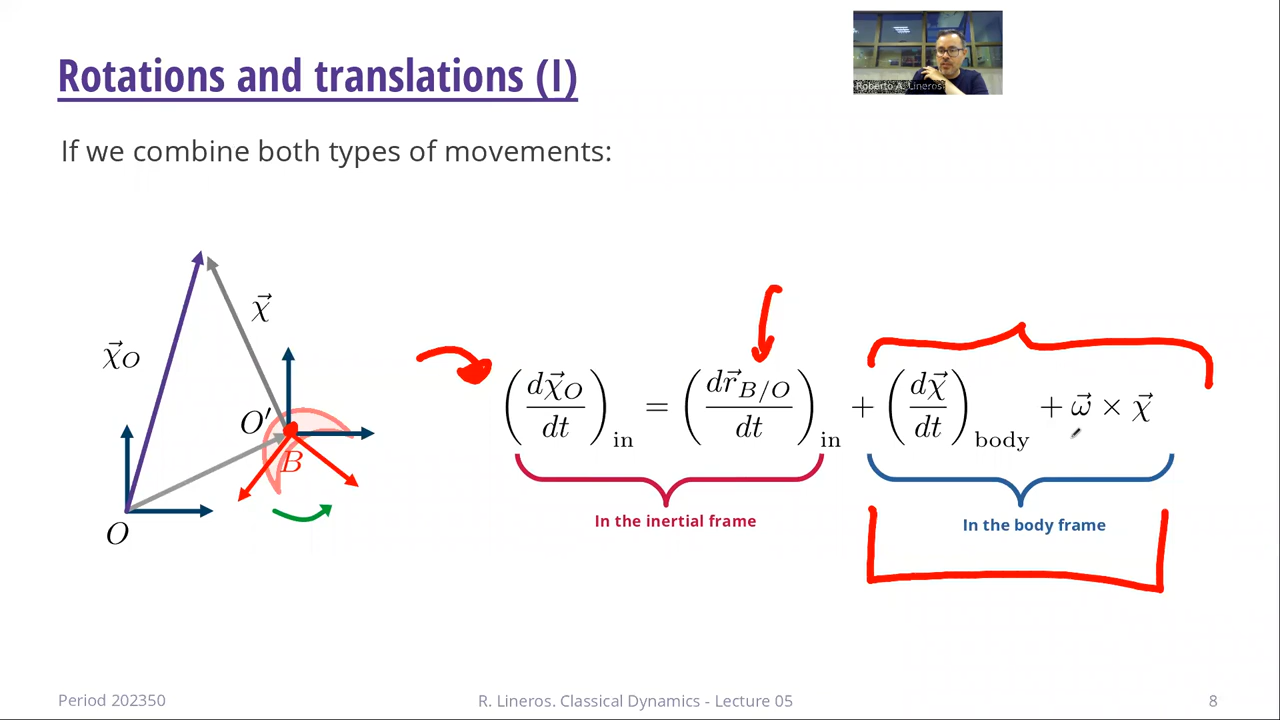 Rotations and translations (I)
Roberto A. Lineros
If we combine both types of movements:
χ⃗
χ⃗_O
O′
B
O
(dχ⃗_O/dt)_in = (dr⃗_{B/O}/dt)_in + (dχ⃗/dt)_body + ω⃗ × χ⃗
In the inertial frame
In the body frame
Period 202350
R. Lineros. Classical Dynamics - Lecture 05
8